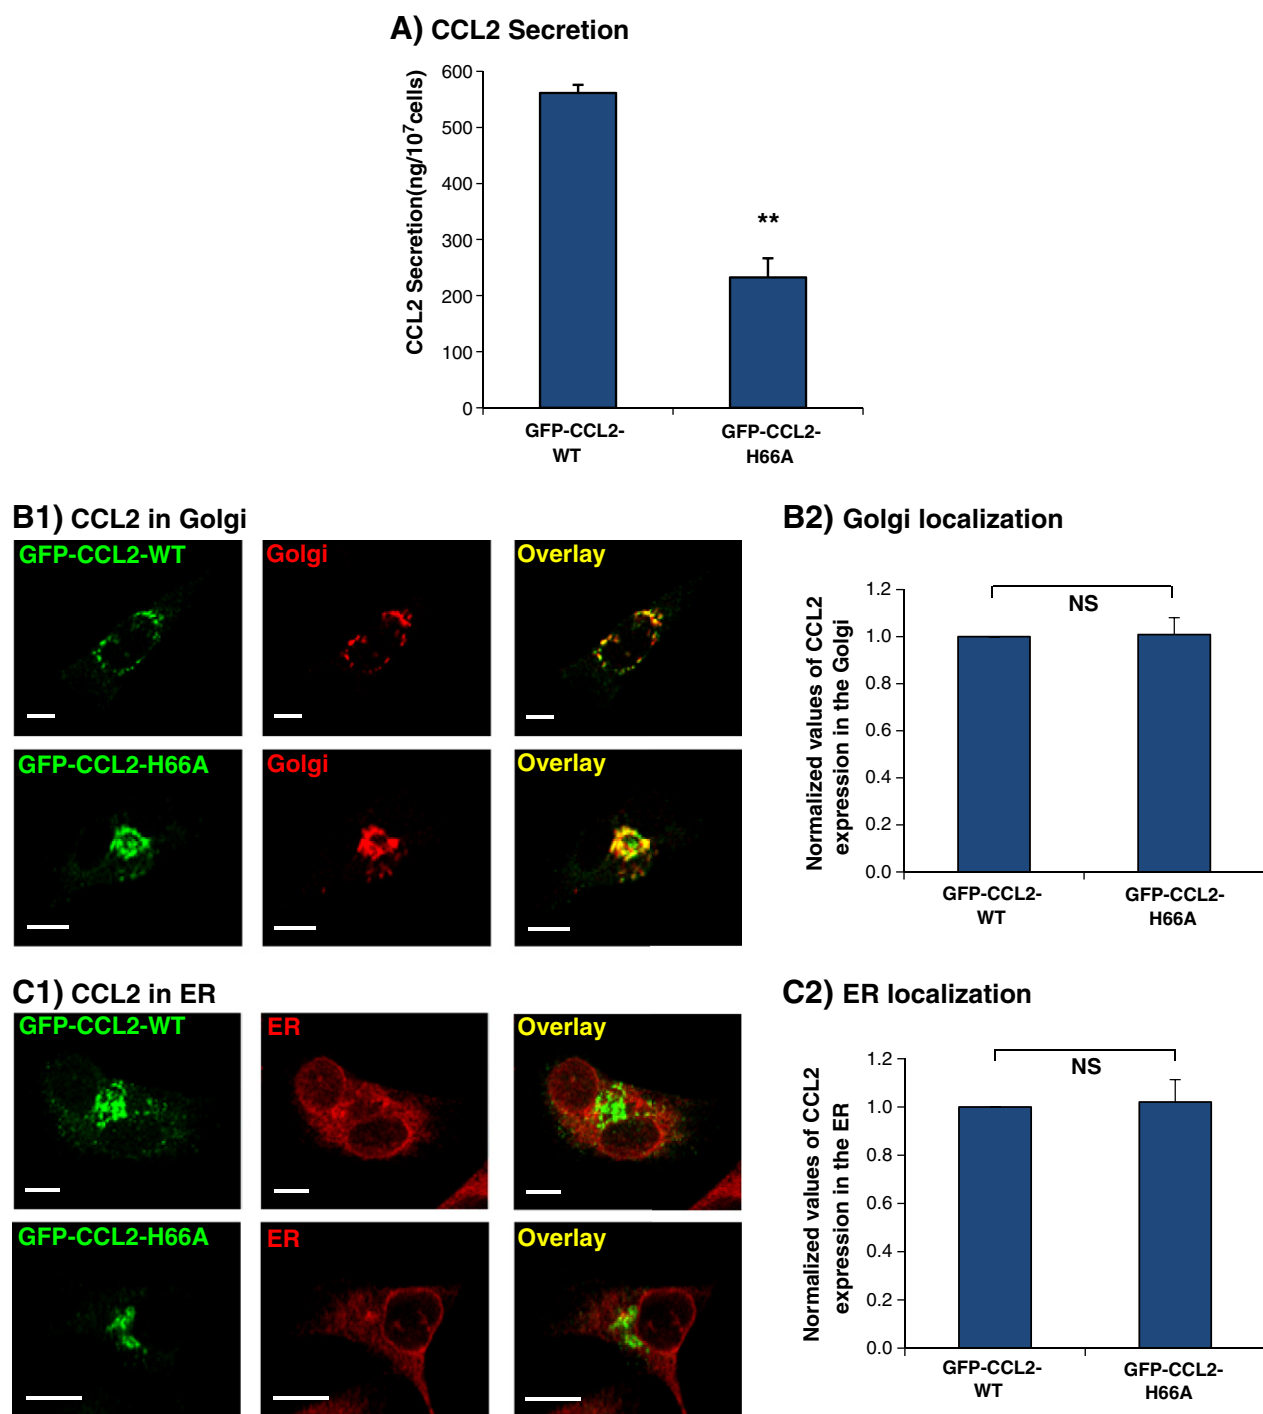 A) CCL2 Secretion
CCL2 Secretion(ng/10⁷cells)
600
500
400
300
200
100
0
**
GFP-CCL2-
WT
GFP-CCL2-
H66A
B1) CCL2 in Golgi
GFP-CCL2-WT
Golgi
Overlay
GFP-CCL2-H66A
Golgi
Overlay
B2) Golgi localization
Normalized values of CCL2
expression in the Golgi
1.2
1.0
0.8
0.6
0.4
0.2
0.0
NS
GFP-CCL2-
WT
GFP-CCL2-
H66A
C1) CCL2 in ER
GFP-CCL2-WT
ER
Overlay
GFP-CCL2-H66A
ER
Overlay
C2) ER localization
Normalized values of CCL2
expression in the ER
1.2
1.0
0.8
0.6
0.4
0.2
0.0
NS
GFP-CCL2-
WT
GFP-CCL2-
H66A